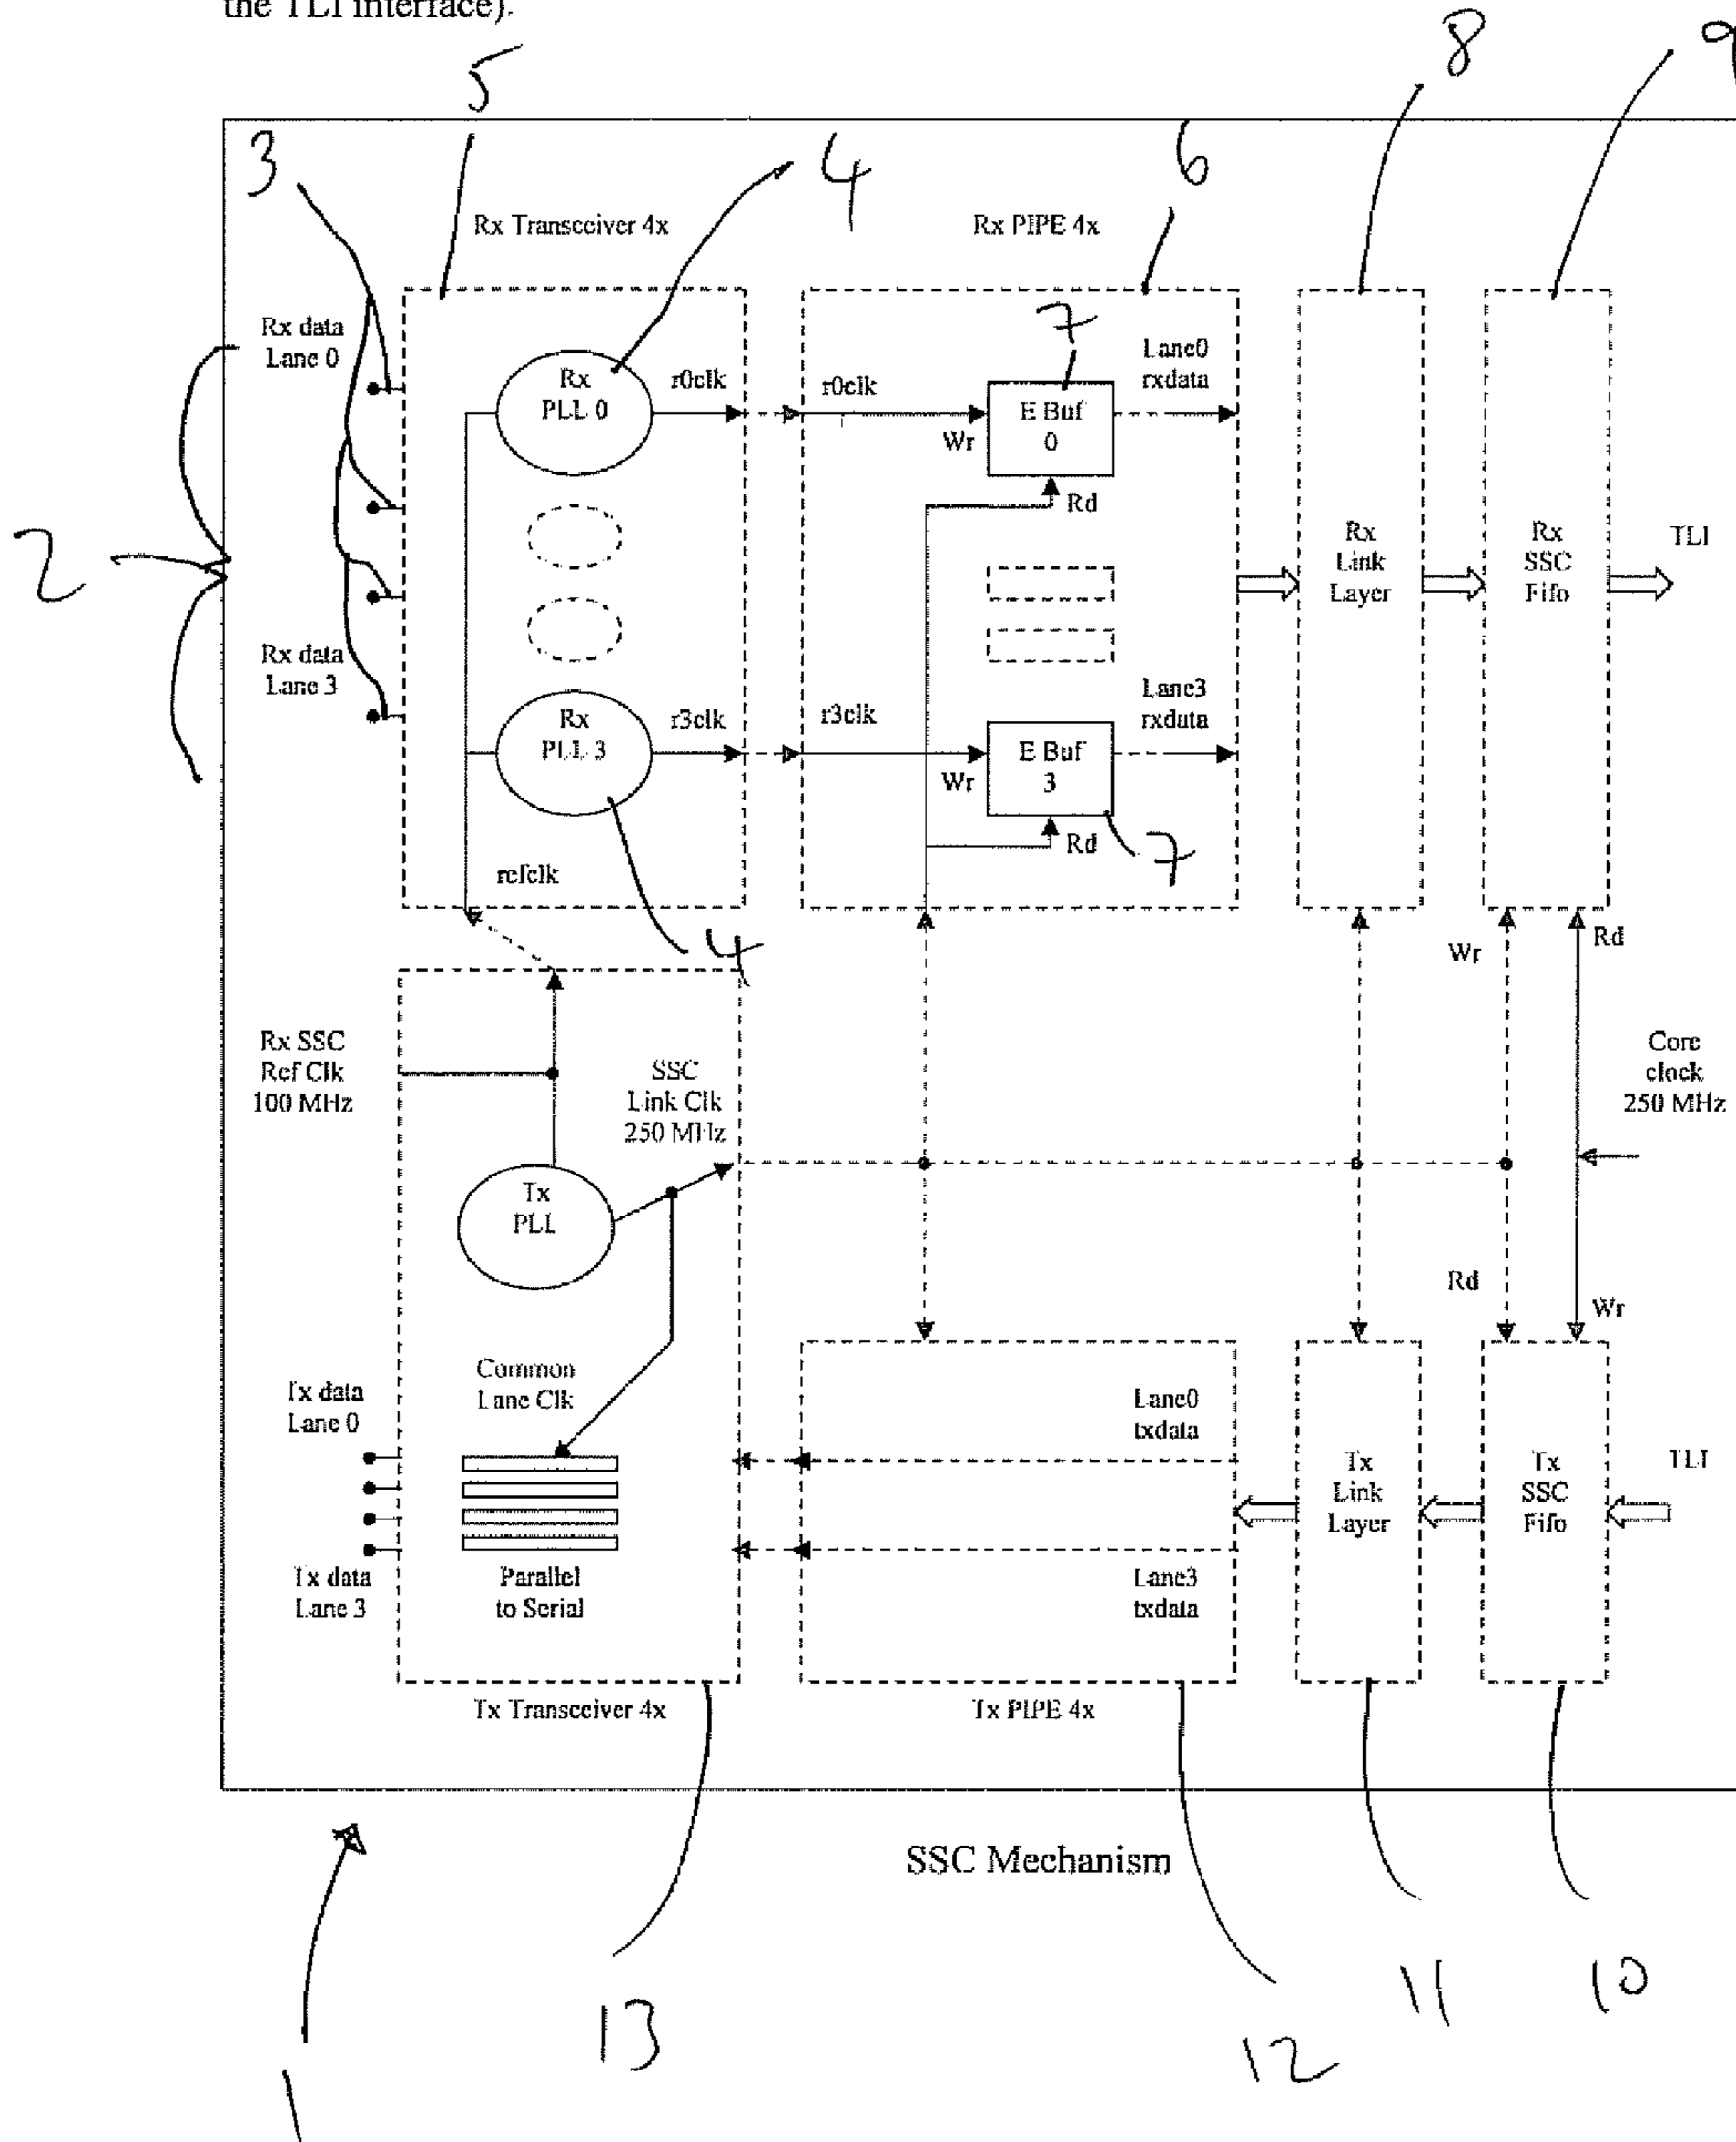 the TLI interface).
5
8
9
3
4
6
Rx Transceiver 4x
Rx PIPE 4x
Rx data
Lane 0
Rx
PLL 0
r0clk
r0clk
Wr
7
E Buf
0
Rd
Lane0
rxdata
2
Rx
Link
Layer
Rx
SSC
Fifo
TLI
Rx data
Lane 3
Rx
PLL 3
r3clk
r3clk
Wr
E Buf
3
Rd
Lane3
rxdata
7
refclk
4
Wr
Rd
Rx SSC
Ref Clk
100 MHz
SSC
Link Clk
250 MHz
Core
clock
250 MHz
Tx
PLL
Rd
Wr
Common
Lane Clk
Tx data
Lane 0
Tx data
Lane 3
Parallel
to Serial
Lane0
txdata
Lane3
txdata
Tx
Link
Layer
Tx
SSC
Fifo
TLI
Tx Transceiver 4x
Tx PIPE 4x
SSC Mechanism
1
13
12
11
10